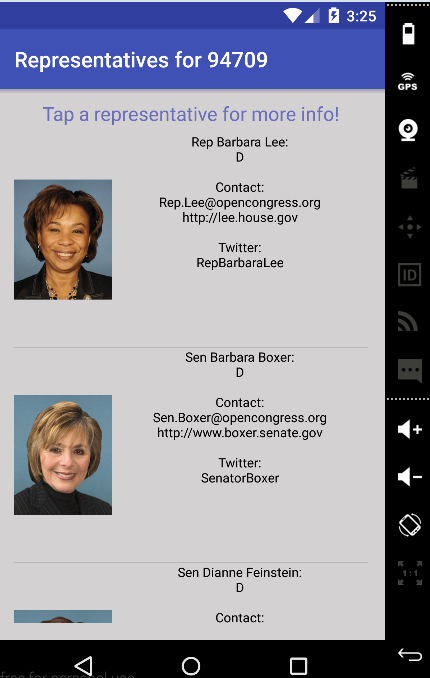 3:25
Representatives for 94709
Tap a representative for more info!
Rep Barbara Lee:
D
Contact:
Rep.Lee@opencongress.org
http://lee.house.gov
Twitter:
RepBarbaraLee
Sen Barbara Boxer:
D
Contact:
Sen.Boxer@opencongress.org
http://www.boxer.senate.gov
Twitter:
SenatorBoxer
Sen Dianne Feinstein:
D
Contact:
GPS
ID
1:1
free for personal use